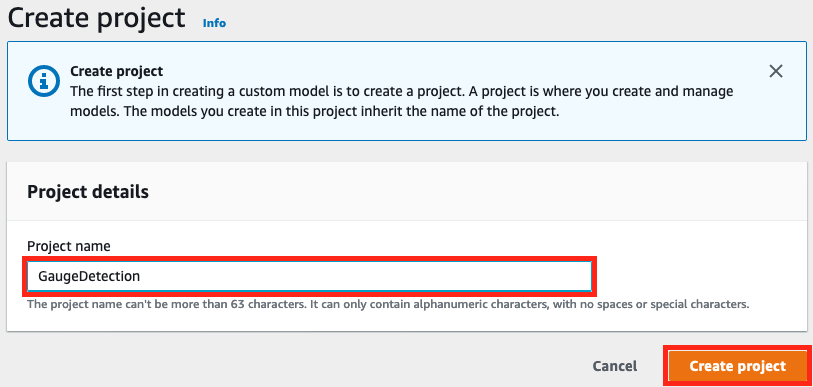 Create project Info
Create project
The first step in creating a custom model is to create a project. A project is where you create and manage
models. The models you create in this project inherit the name of the project.
Project details
Project name
GaugeDetection
The project name can't be more than 63 characters. It can only contain alphanumeric characters, with no spaces or special characters.
Cancel Create project